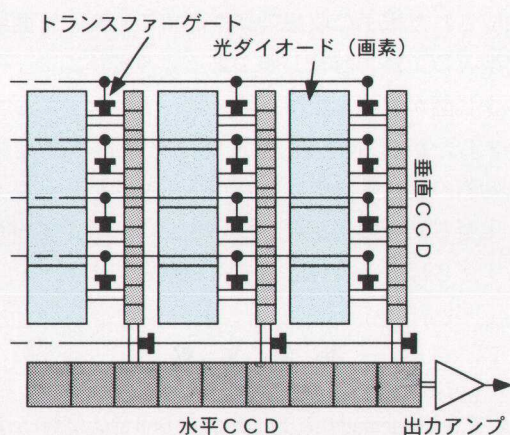 トランスファーゲート
光ダイオード（画素）
垂直ＣＣＤ
水平ＣＣＤ
出力アンプ